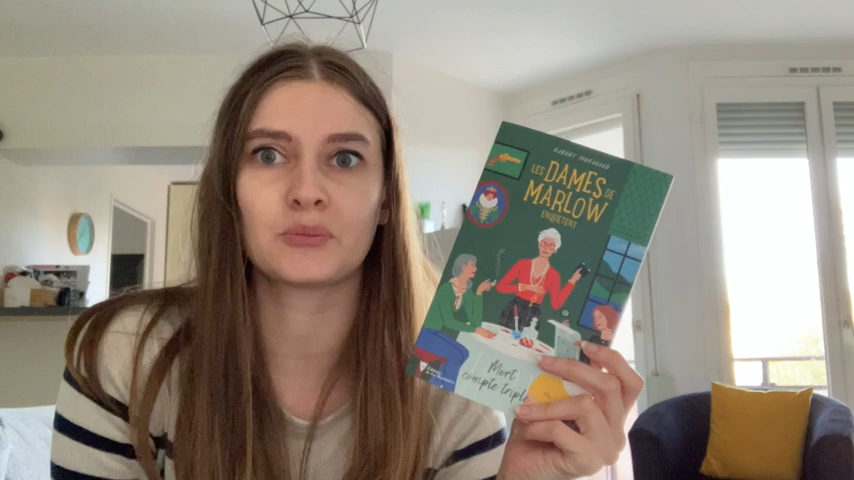 ROBERT THOROGOOD
LES DAMES DE
MARLOW
ENQUÊTENT
Mort
compte triple